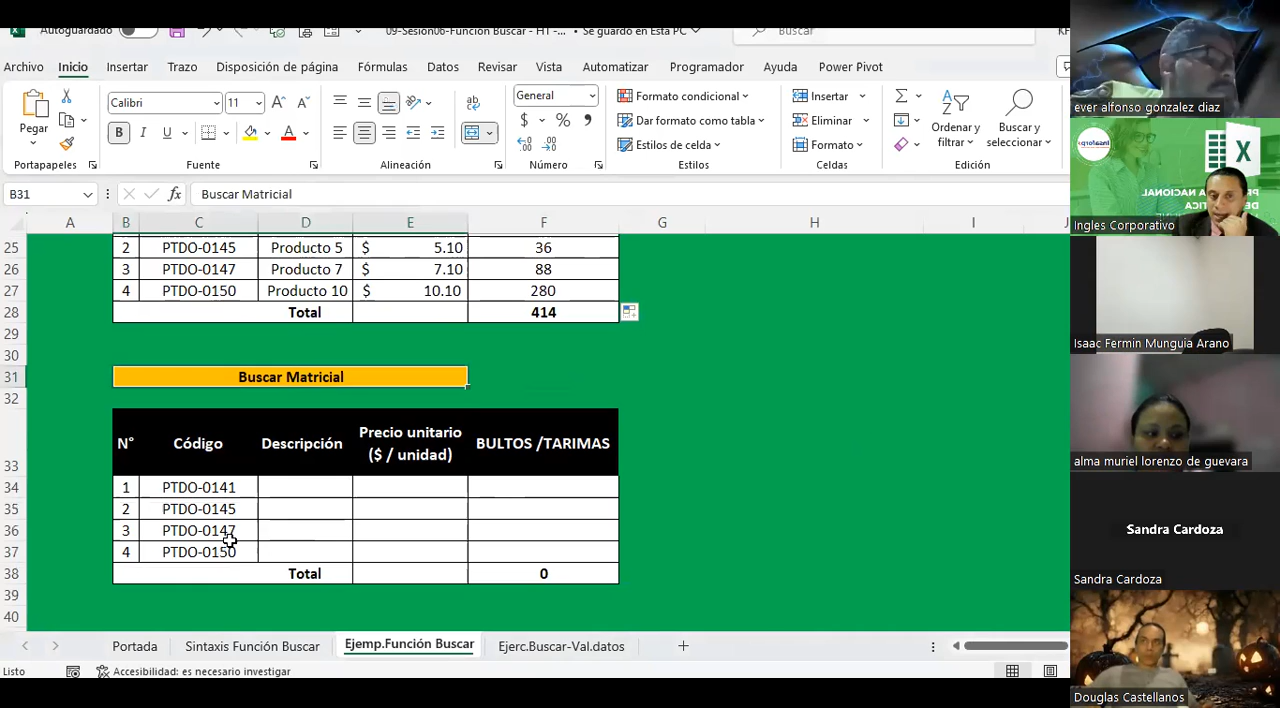 Autoguardado
09-Sesion06-Función Buscar - HT -... • Se guardó en Esta PC
Buscar
Archivo Inicio Insertar Trazo Disposición de página Fórmulas Datos Revisar Vista Automatizar Programador Ayuda Power Pivot
Pegar
Calibri 11
General
Formato condicional
Dar formato como tabla
Estilos de celda
Insertar
Eliminar
Formato
Ordenar y filtrar
Buscar y seleccionar
Portapapeles Fuente Alineación Número Estilos Celdas Edición
B31 fx Buscar Matricial
A B C D E F G H I J
25 2 PTDO-0145 Producto 5 $ 5.10 36
26 3 PTDO-0147 Producto 7 $ 7.10 88
27 4 PTDO-0150 Producto 10 $ 10.10 280
28 Total 414
29
30
31 Buscar Matricial
32
33 N° Código Descripción Precio unitario ($ / unidad) BULTOS /TARIMAS
34 1 PTDO-0141
35 2 PTDO-0145
36 3 PTDO-0147
37 4 PTDO-0150
38 Total 0
39
40
Portada Sintaxis Función Buscar Ejemp.Función Buscar Ejerc.Buscar-Val.datos
Listo Accesibilidad: es necesario investigar
ever alfonso gonzalez diaz
Ingles Corporativo
Isaac Fermin Munguia Arano
alma muriel lorenzo de guevara
Sandra Cardoza
Sandra Cardoza
Douglas Castellanos